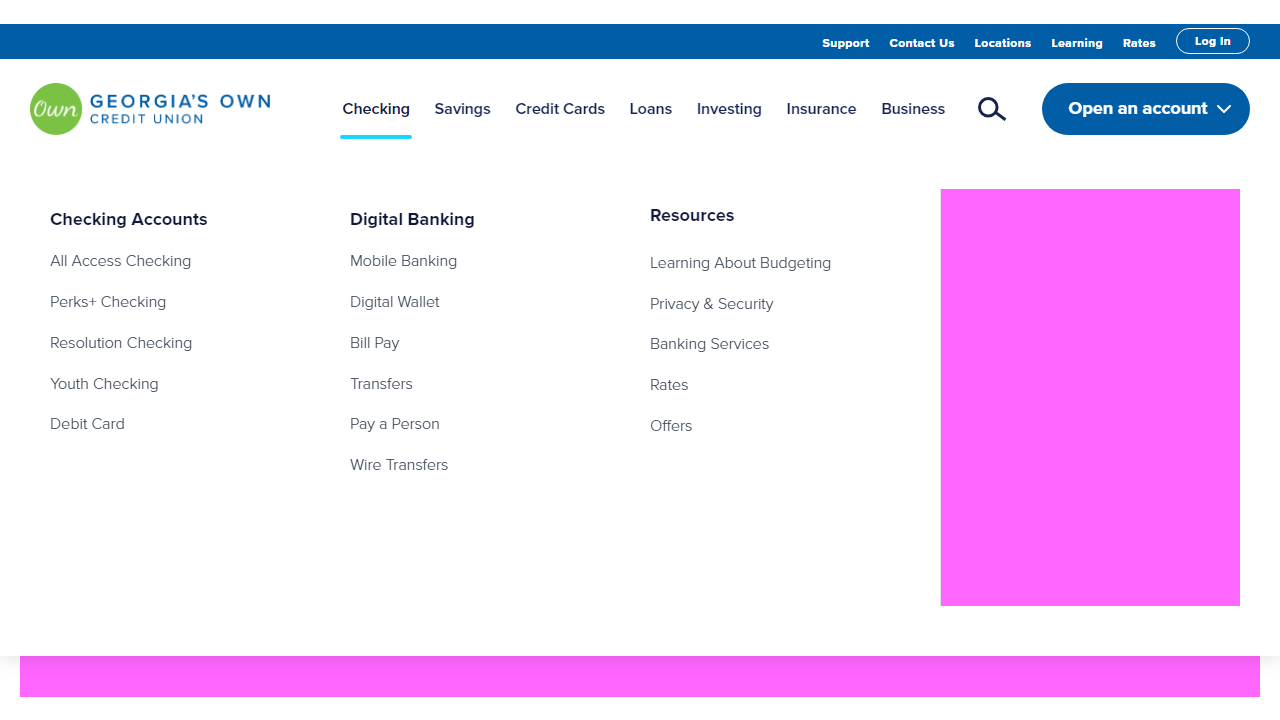 Support Contact Us Locations Learning Rates Log In
Own GEORGIA'S OWN
CREDIT UNION
Checking Savings Credit Cards Loans Investing Insurance Business Open an account
Checking Accounts
All Access Checking
Perks+ Checking
Resolution Checking
Youth Checking
Debit Card
Digital Banking
Mobile Banking
Digital Wallet
Bill Pay
Transfers
Pay a Person
Wire Transfers
Resources
Learning About Budgeting
Privacy & Security
Banking Services
Rates
Offers